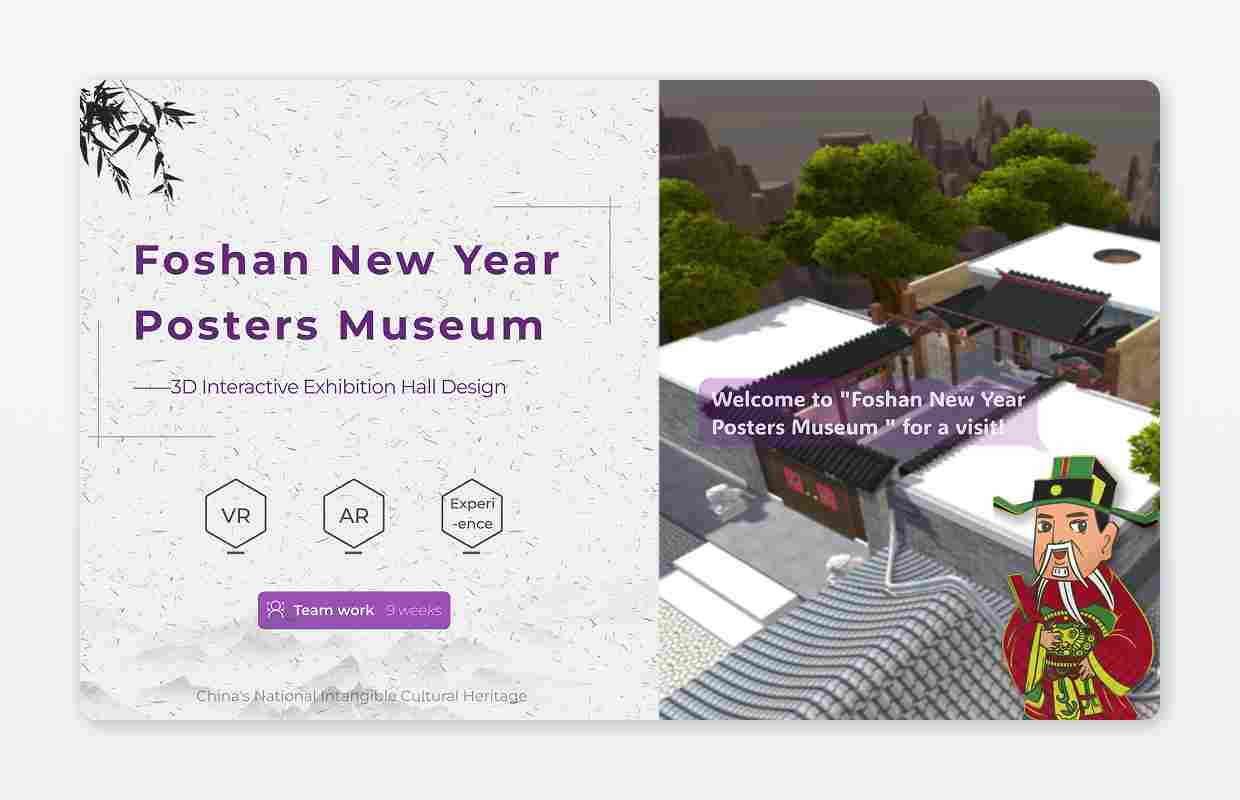 Foshan New Year
Posters Museum
——3D Interactive Exhibition Hall Design
VR
AR
Experi
-ence
Team work 9 weeks
China's National Intangible Cultural Heritage
Welcome to "Foshan New Year
Posters Museum " for a visit!